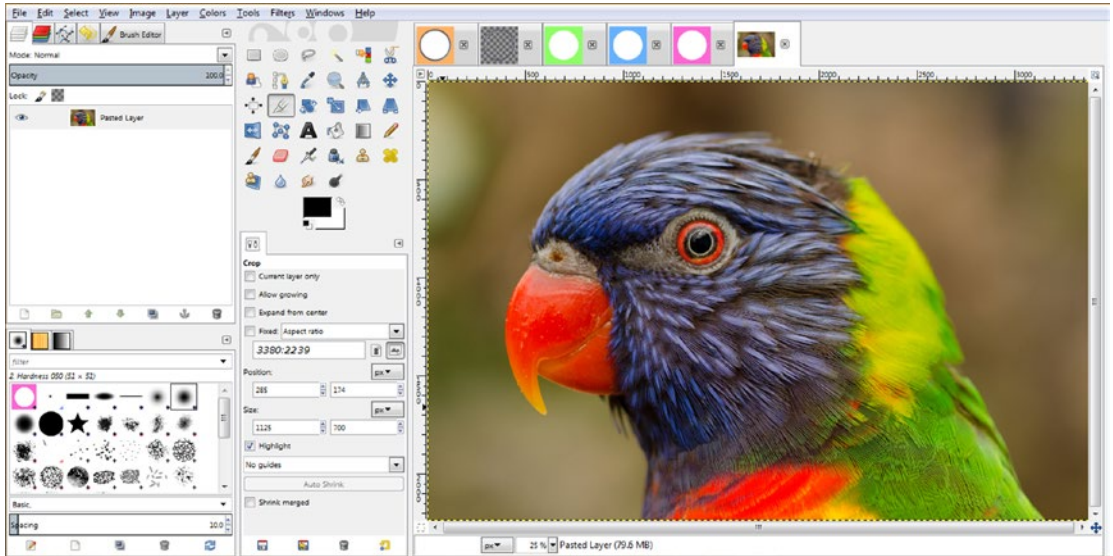 File Edit Select View Image Layer Colors Tools Filters Windows Help
Brush Editor
Mode: Normal
Opacity 100.0
Lock:
Pasted Layer
filter
2. Hardness 050 (51 × 51)
Basic,
Spacing 20.0
Crop
Current layer only
Allow growing
Expand from center
Fixed: Aspect ratio
3380:2239
Position: px
285 174
Size: px
1125 700
Highlight
No guides
Auto Shrink
Shrink merged
0 500 1000 1500 2000 2500 3000
px 25 % Pasted Layer (79.6 MB)